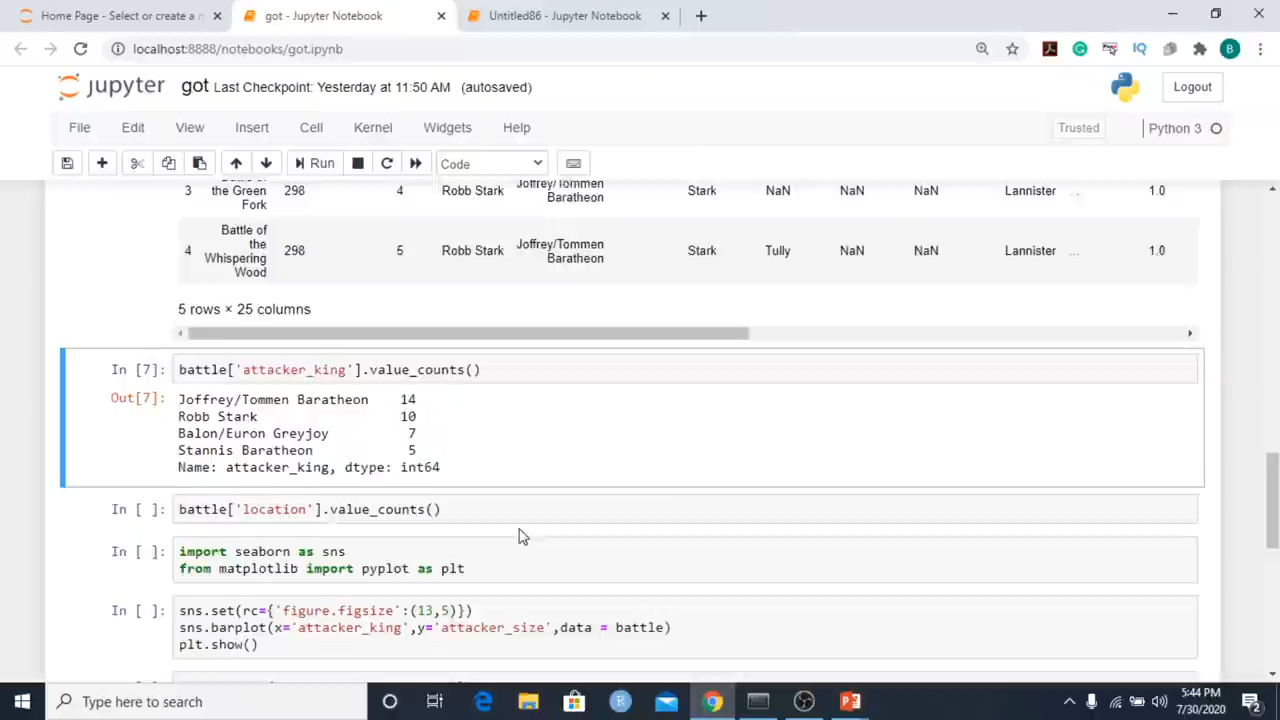 Home Page - Select or create a n
got - Jupyter Notebook
Untitled86 - Jupyter Notebook
localhost:8888/notebooks/got.ipynb
IQ
B
jupyter got Last Checkpoint: Yesterday at 11:50 AM (autosaved)
Logout
File Edit View Insert Cell Kernel Widgets Help
Trusted
Python 3
Run
Code
3 the Green Fork 298 4 Robb Stark Joffrey/Tommen Baratheon Stark NaN NaN NaN Lannister ... 1.0
4 Battle of the Whispering Wood 298 5 Robb Stark Joffrey/Tommen Baratheon Stark Tully NaN NaN Lannister ... 1.0
5 rows × 25 columns
In [7]: battle['attacker_king'].value_counts()
Out[7]: Joffrey/Tommen Baratheon 14
Robb Stark 10
Balon/Euron Greyjoy 7
Stannis Baratheon 5
Name: attacker_king, dtype: int64
In [ ]: battle['location'].value_counts()
In [ ]: import seaborn as sns
from matplotlib import pyplot as plt
In [ ]: sns.set(rc={'figure.figsize':(13,5)})
sns.barplot(x='attacker_king',y='attacker_size',data = battle)
plt.show()
Type here to search
5:44 PM
7/30/2020
2